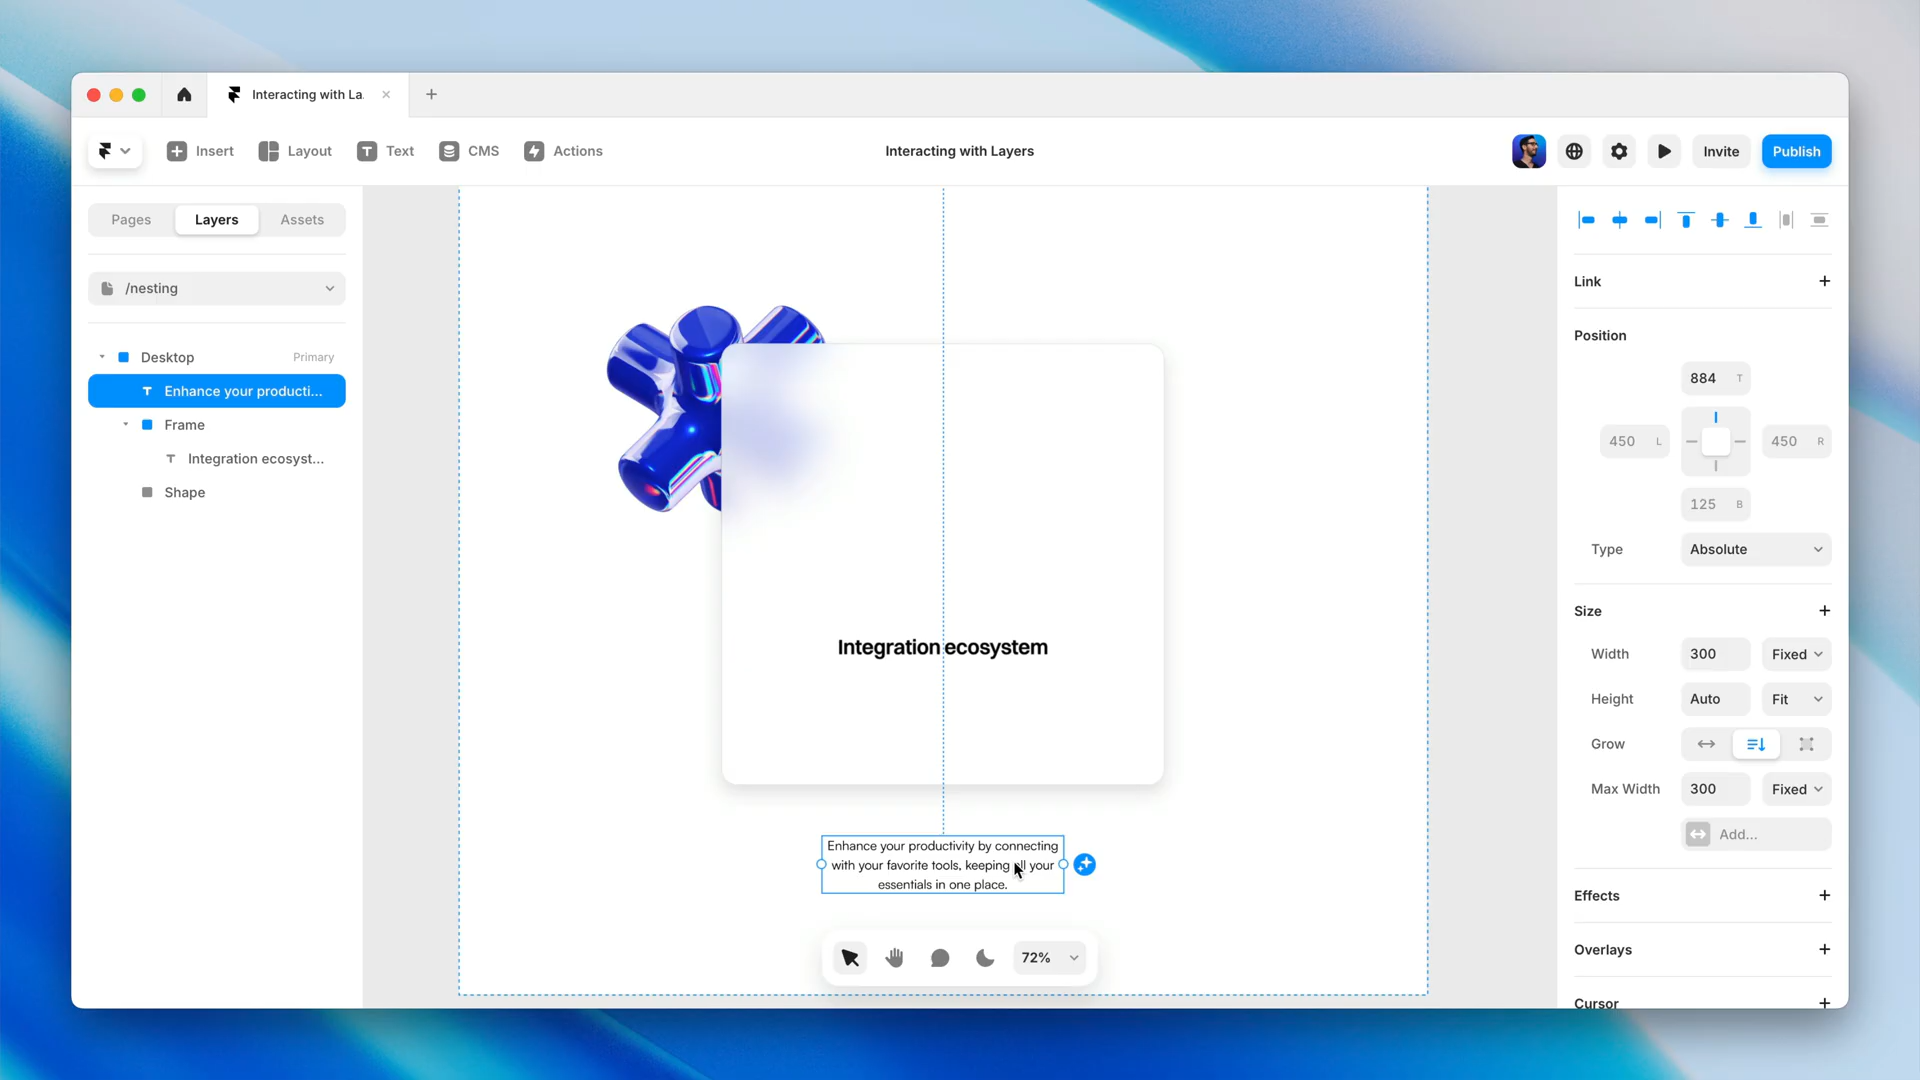 Interacting with La
Insert
Layout
Text
CMS
Actions
Interacting with Layers
Invite
Publish
Pages
Layers
Assets
/nesting
Desktop
Primary
Enhance your producti...
Frame
Integration ecosyst...
Shape
Integration ecosystem
Enhance your productivity by connecting
with your favorite tools, keeping all your
essentials in one place.
72%
Link
Position
884 T
450 L
450 R
125 B
Type
Absolute
Size
Width
300
Fixed
Height
Auto
Fit
Grow
Max Width
300
Fixed
Add...
Effects
Overlays
Cursor